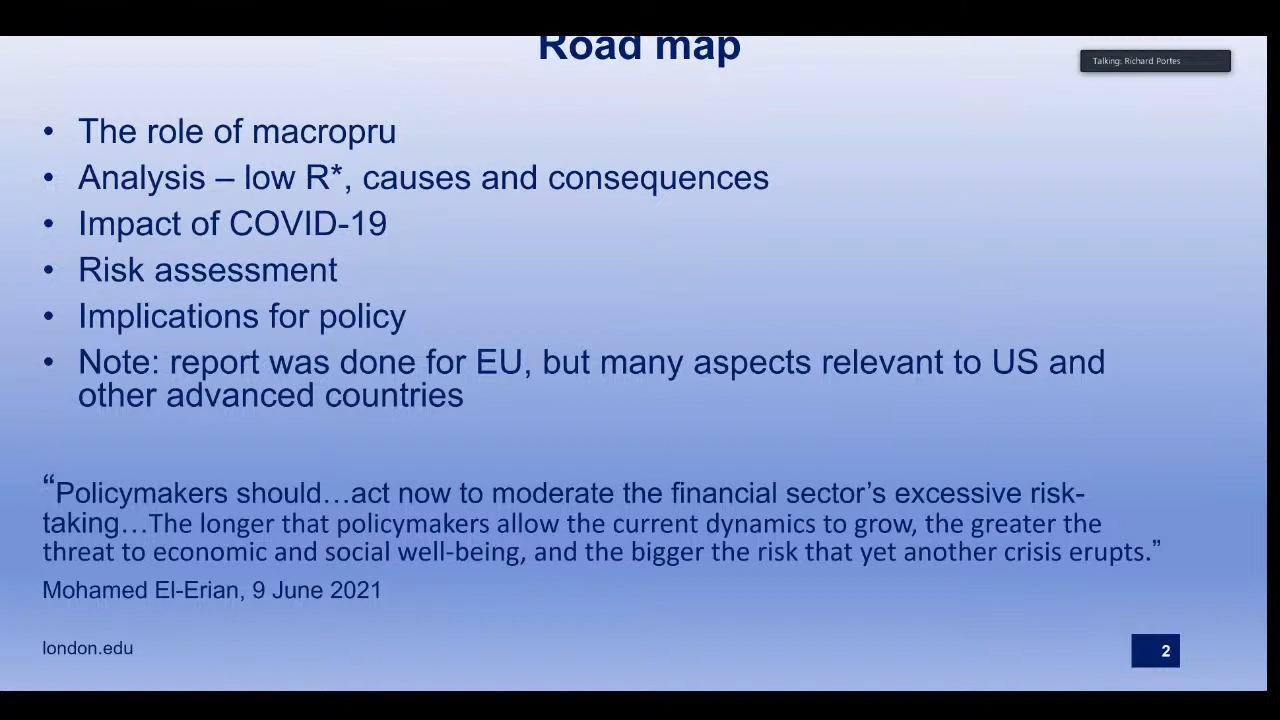 Road map
Talking: Richard Portes
• The role of macropru
• Analysis – low R*, causes and consequences
• Impact of COVID-19
• Risk assessment
• Implications for policy
• Note: report was done for EU, but many aspects relevant to US and
other advanced countries
“Policymakers should…act now to moderate the financial sector’s excessive risk-
taking…The longer that policymakers allow the current dynamics to grow, the greater the
threat to economic and social well-being, and the bigger the risk that yet another crisis erupts.”
Mohamed El-Erian, 9 June 2021
london.edu
2